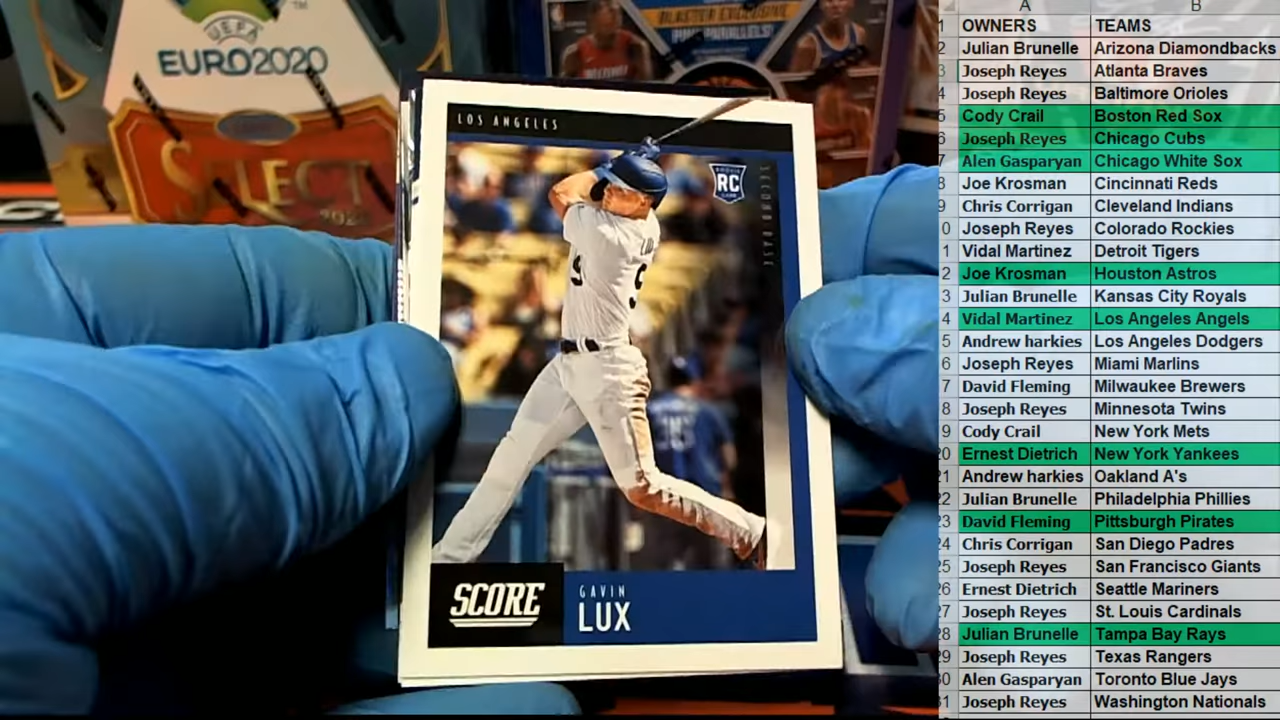 UEFA
EURO2020
TM
SELECT
BLASTER EXCLUSIVE
LOS ANGELES
RC
SECOND BASE
9
SCORE
GAVIN
LUX
A B
1 OWNERS TEAMS
2 Julian Brunelle Arizona Diamondbacks
3 Joseph Reyes Atlanta Braves
4 Joseph Reyes Baltimore Orioles
5 Cody Crail Boston Red Sox
6 Joseph Reyes Chicago Cubs
7 Alen Gasparyan Chicago White Sox
8 Joe Krosman Cincinnati Reds
9 Chris Corrigan Cleveland Indians
0 Joseph Reyes Colorado Rockies
1 Vidal Martinez Detroit Tigers
2 Joe Krosman Houston Astros
3 Julian Brunelle Kansas City Royals
4 Vidal Martinez Los Angeles Angels
5 Andrew harkies Los Angeles Dodgers
6 Joseph Reyes Miami Marlins
7 David Fleming Milwaukee Brewers
8 Joseph Reyes Minnesota Twins
9 Cody Crail New York Mets
20 Ernest Dietrich New York Yankees
21 Andrew harkies Oakland A's
22 Julian Brunelle Philadelphia Phillies
23 David Fleming Pittsburgh Pirates
24 Chris Corrigan San Diego Padres
25 Joseph Reyes San Francisco Giants
26 Ernest Dietrich Seattle Mariners
27 Joseph Reyes St. Louis Cardinals
28 Julian Brunelle Tampa Bay Rays
29 Joseph Reyes Texas Rangers
30 Alen Gasparyan Toronto Blue Jays
31 Joseph Reyes Washington Nationals